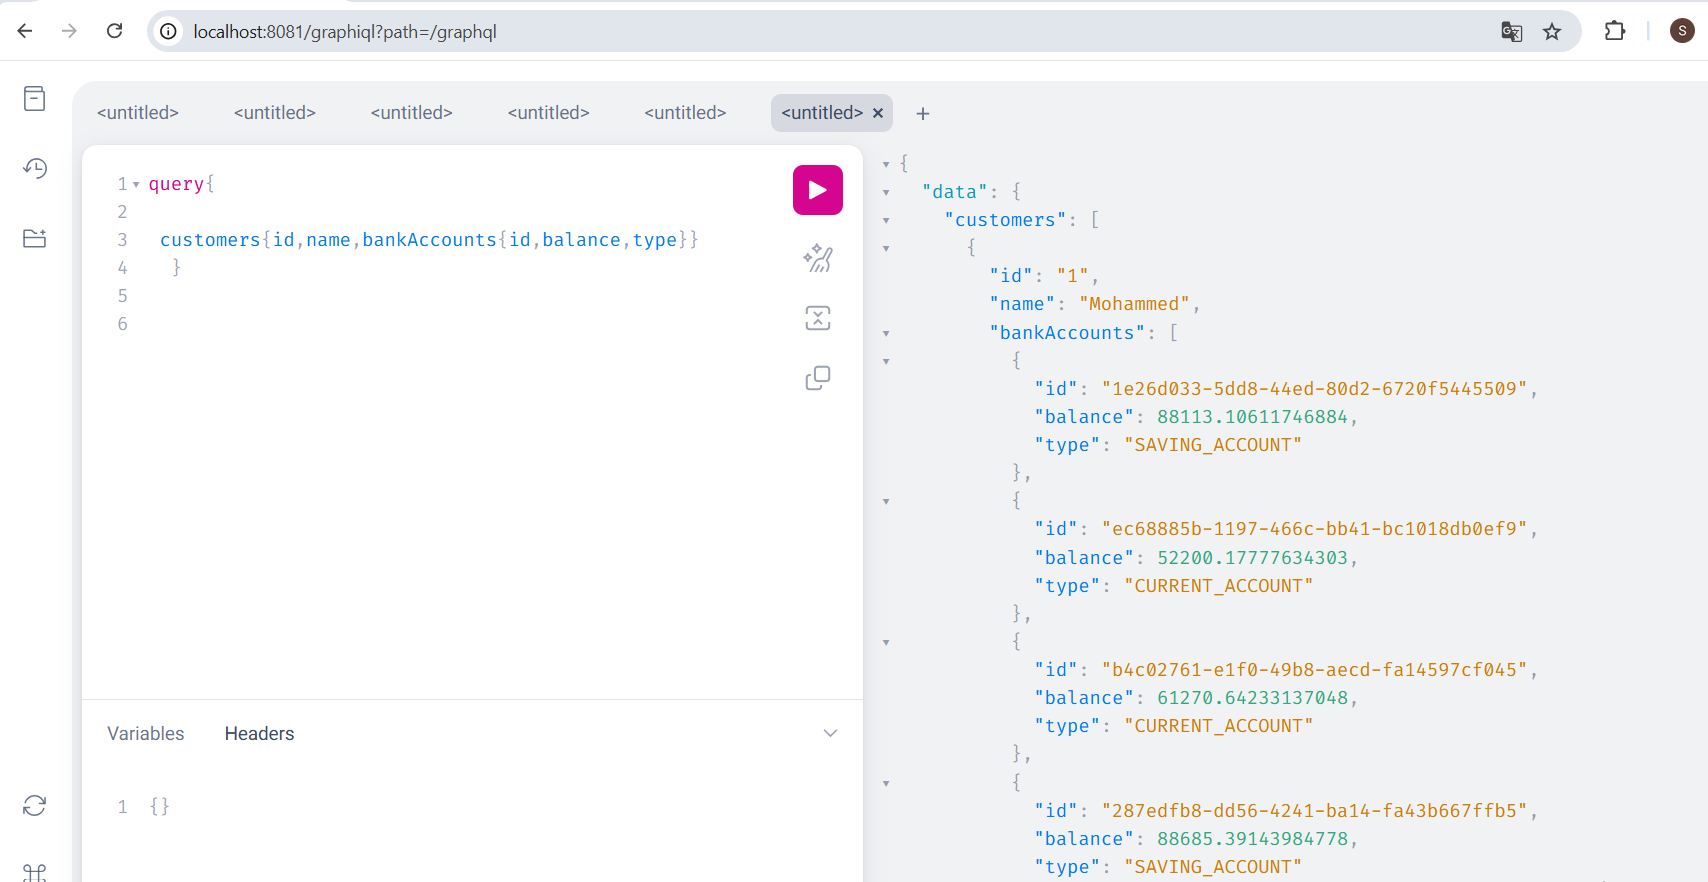 localhost:8081/graphiql?path=/graphql
S
<untitled> <untitled> <untitled> <untitled> <untitled> <untitled> × +
1 query{
2
3 customers{id,name,bankAccounts{id,balance,type}}
4 }
5
6
Variables Headers
1 {}
{
"data": {
"customers": [
{
"id": "1",
"name": "Mohammed",
"bankAccounts": [
{
"id": "1e26d033-5dd8-44ed-80d2-6720f5445509",
"balance": 88113.10611746884,
"type": "SAVING_ACCOUNT"
},
{
"id": "ec68885b-1197-466c-bb41-bc1018db0ef9",
"balance": 52200.17777634303,
"type": "CURRENT_ACCOUNT"
},
{
"id": "b4c02761-e1f0-49b8-aecd-fa14597cf045",
"balance": 61270.64233137048,
"type": "CURRENT_ACCOUNT"
},
{
"id": "287edfb8-dd56-4241-ba14-fa43b667ffb5",
"balance": 88685.39143984778,
"type": "SAVING_ACCOUNT"